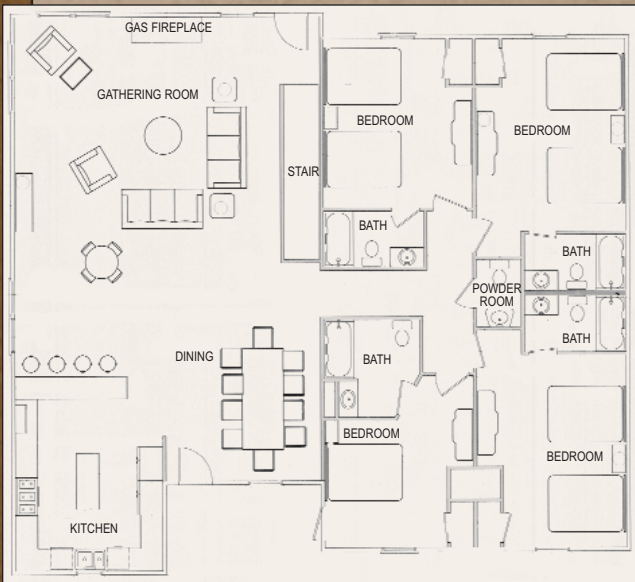 GAS FIREPLACE
GATHERING ROOM
BEDROOM
BEDROOM
STAIR
BATH
BATH
POWDER
ROOM
BATH
DINING
BATH
BEDROOM
BEDROOM
KITCHEN